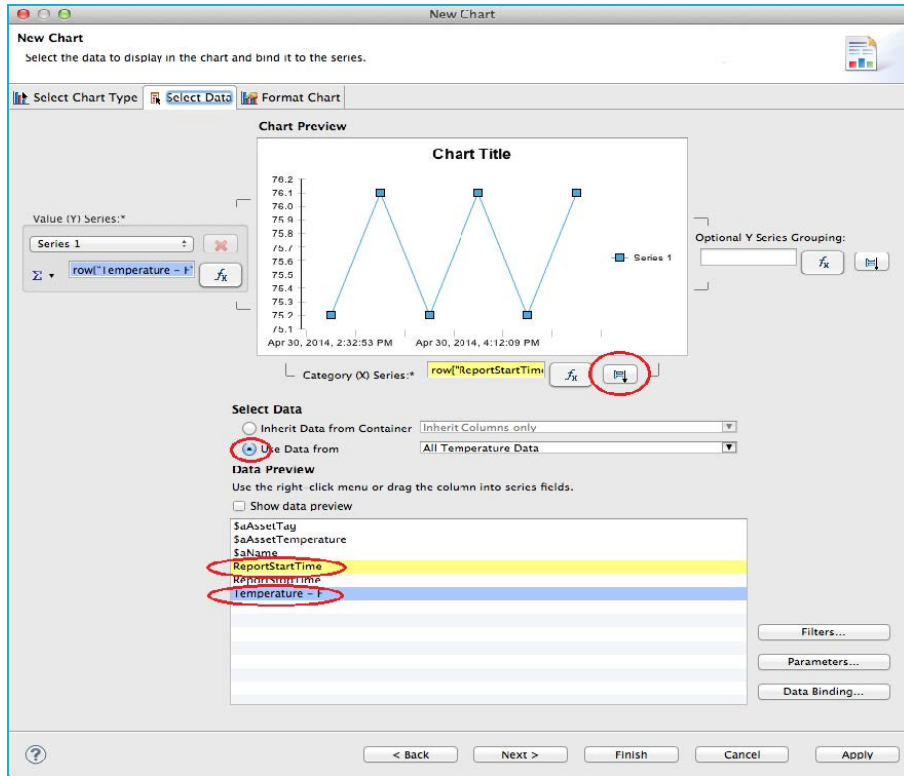 New Chart
New Chart
Select the data to display in the chart and bind it to the series.
Select Chart Type
Select Data
Format Chart
Chart Preview
Chart Title
76.2
76.1
76.0
75.9
75.8
75.7
75.6
75.5
75.4
75.3
75.2
75.1
Apr 30, 2014, 2:32:53 PM
Apr 30, 2014, 4:12:09 PM
Series 1
Value (Y) Series:*
Series 1
Σ
row["Temperature - F"
fx
Optional Y Series Grouping:
fx
Category (X) Series:*
row["ReportStartTime
fx
Select Data
Inherit Data from Container
Inherit Columns only
Use Data from
All Temperature Data
Data Preview
Use the right-click menu or drag the column into series fields.
Show data preview
$aAssetTag
$aAssetTemperature
$aName
ReportStartTime
ReportStopTime
Temperature - F
Filters...
Parameters...
Data Binding...
?
< Back
Next >
Finish
Cancel
Apply